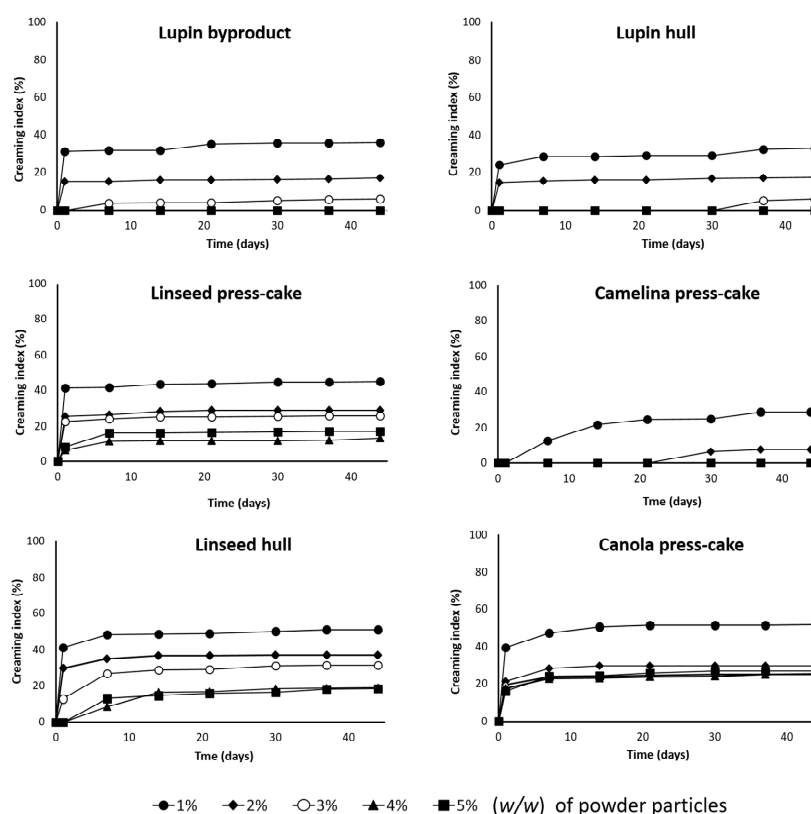 Lupin byproduct
Creaming index (%)
100
80
60
40
20
0
0 10 20 30 40
Time (days)
Lupin hull
Creaming index (%)
100
80
60
40
20
0
0 10 20 30 40
Time (days)
Linseed press-cake
Creaming index (%)
100
80
60
40
20
0
0 10 20 30 40
Time (days)
Camelina press-cake
Creaming index (%)
100
80
60
40
20
0
0 10 20 30 40
Tme (days)
Linseed hull
Creaming index (%)
100
80
60
40
20
0
0 10 20 30 40
Tme (days)
Canola press-cake
Creaming index (%)
100
80
60
40
20
0
0 10 20 30 40
Time (days)
1% 2% 3% 4% 5% (w/w) of powder particles